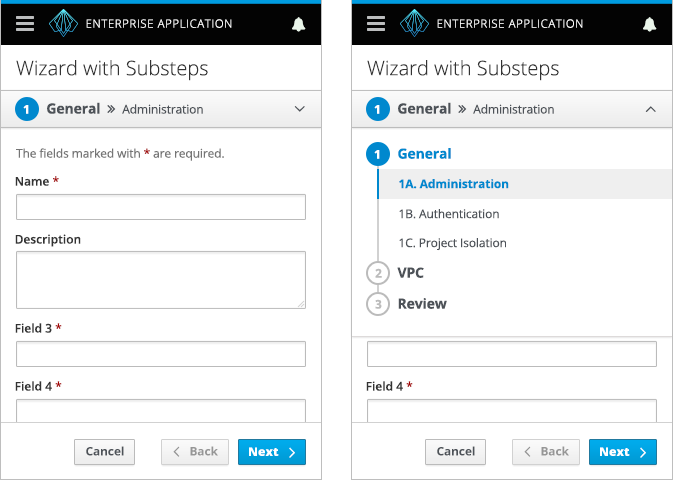 ENTERPRISE APPLICATION
Wizard with Substeps
1 General » Administration
The fields marked with * are required.
Name *
Description
Field 3 *
Field 4 *
Cancel
< Back
Next >
ENTERPRISE APPLICATION
Wizard with Substeps
1 General » Administration
1 General
1A. Administration
1B. Authentication
1C. Project Isolation
2 VPC
3 Review
Field 4 *
Cancel
< Back
Next >